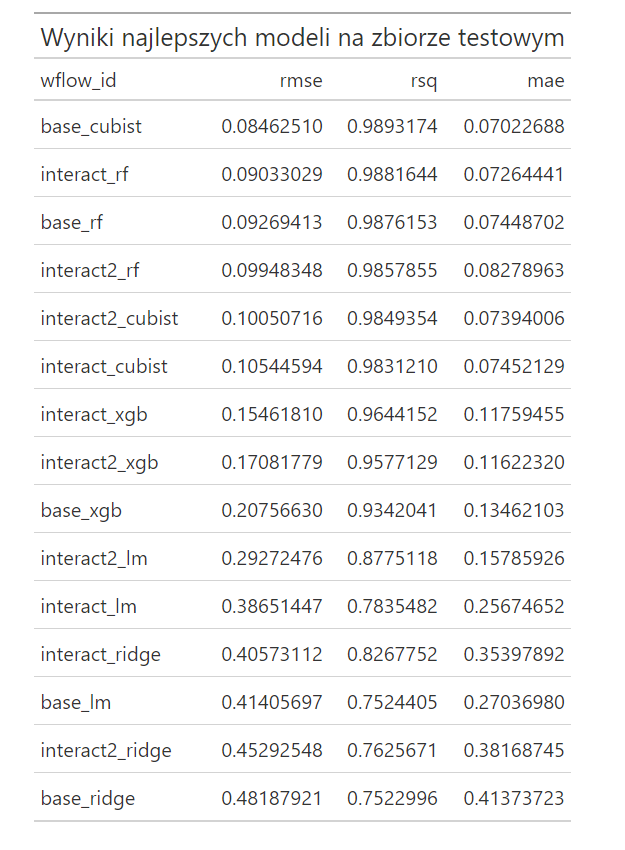 Wyniki najlepszych modeli na zbiorze testowym
wflow_id rmse rsq mae
base_cubist 0.08462510 0.9893174 0.07022688
interact_rf 0.09033029 0.9881644 0.07264441
base_rf 0.09269413 0.9876153 0.07448702
interact2_rf 0.09948348 0.9857855 0.08278963
interact2_cubist 0.10050716 0.9849354 0.07394006
interact_cubist 0.10544594 0.9831210 0.07452129
interact_xgb 0.15461810 0.9644152 0.11759455
interact2_xgb 0.17081779 0.9577129 0.11622320
base_xgb 0.20756630 0.9342041 0.13462103
interact2_lm 0.29272476 0.8775118 0.15785926
interact_lm 0.38651447 0.7835482 0.25674652
interact_ridge 0.40573112 0.8267752 0.35397892
base_lm 0.41405697 0.7524405 0.27036980
interact2_ridge 0.45292548 0.7625671 0.38168745
base_ridge 0.48187921 0.7522996 0.41373723